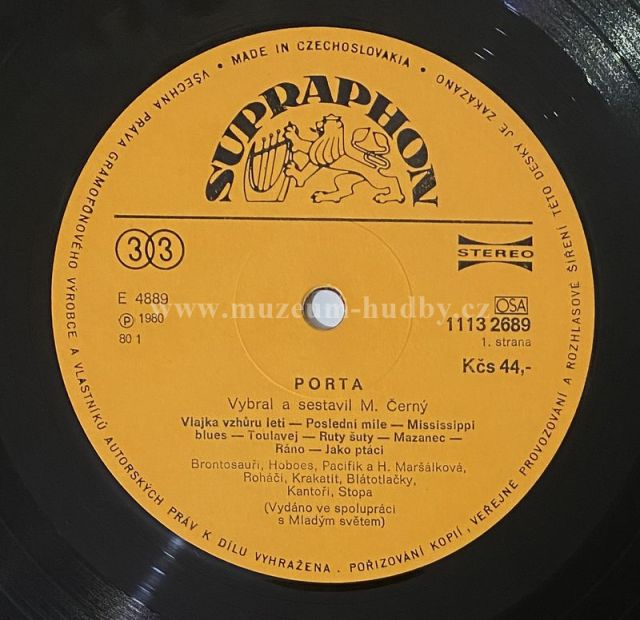 VŠECHNA PRÁVA GRAMOFONOVÉHO VÝROBCE A VLASTNÍKŮ AUTORSKÝCH PRÁV K DÍLU VYHRAŽENA. POŘIZOVÁNÍ KOPIÍ, VEŘEJNÉ PROVOZOVÁNÍ A ROZHLASOVÉ ŠÍŘENÍ TÉTO DESKY JE ZAKÁZÁNO
• MADE IN CZECHOSLOVAKIA •
SUPRAPHON
33
STEREO
E 4889
www.muzeum-hudby.cz
OSA
Ⓟ 1980
1113 2689
80 1
1. strana
Kčs 44,-
PORTA
Vybral a sestavil M. Černý
Vlajka vzhůru letí — Poslední míle — Mississippi
blues — Toulavej — Ruty šuty — Mazanec —
Ráno — Jako ptáci
Brontosauři, Hoboes, Pacifik a H. Maršálková,
Roháči, Krakatit, Blátotlačky,
Kantoři, Stopa
(Vydáno ve spolupráci
s Mladým světem)